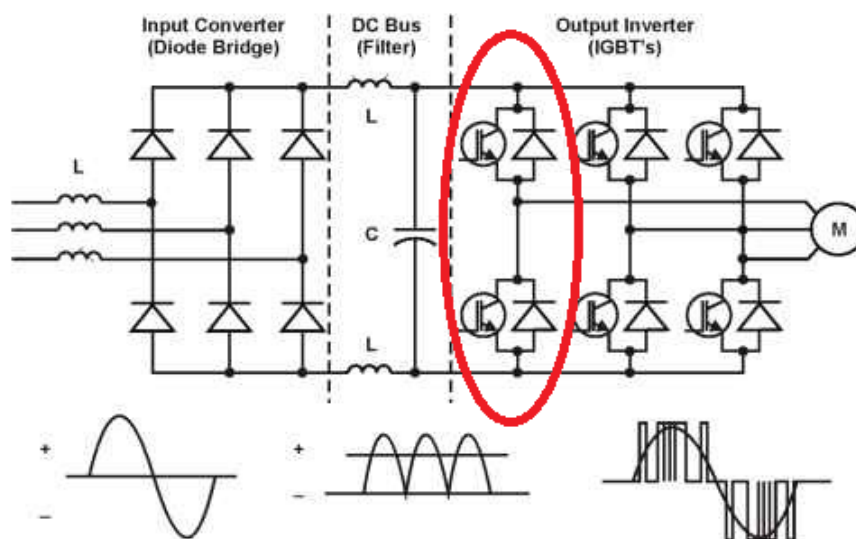 Input Converter
(Diode Bridge)
DC Bus
(Filter)
Output Inverter
(IGBT's)
L
L
C
M
L
+
–
+
–